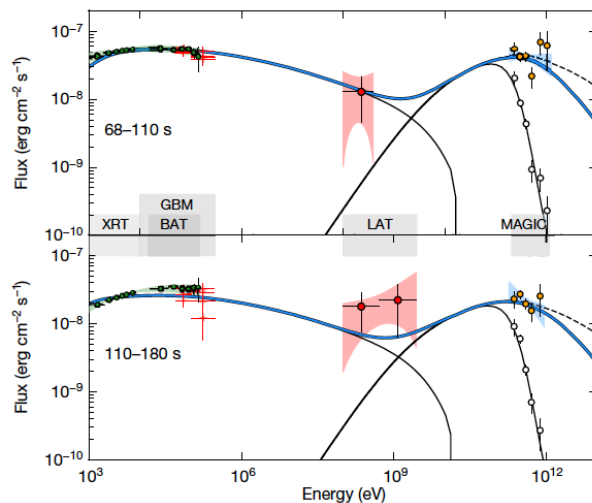 10⁻⁷
10⁻⁸
10⁻⁹
10⁻¹⁰
Flux (erg cm⁻² s⁻¹)
68–110 s
GBM
XRT BAT LAT MAGIC
10⁻⁸
10⁻⁹
10⁻¹⁰
Flux (erg cm⁻² s⁻¹)
110–180 s
10³ 10⁶ 10⁹ 10¹²
Energy (eV)